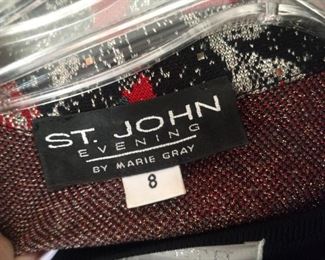 ST. JOHN
EVENING
BY MARIE GRAY
8